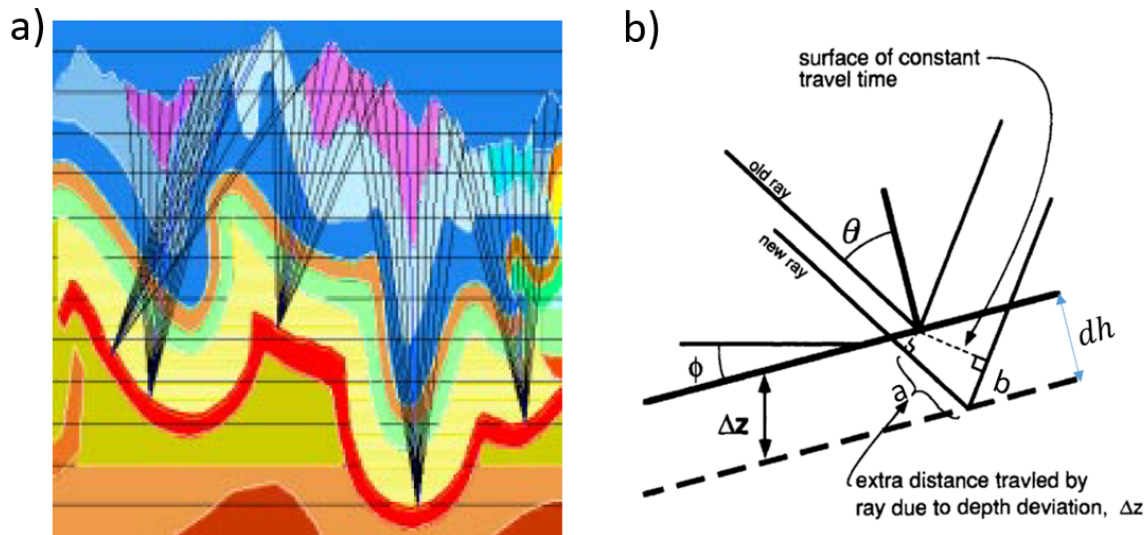 a)
b)
surface of constant
travel time
old ray
new ray
θ
dh
ϕ
a
b
Δz
extra distance travled by
ray due to depth deviation, Δz